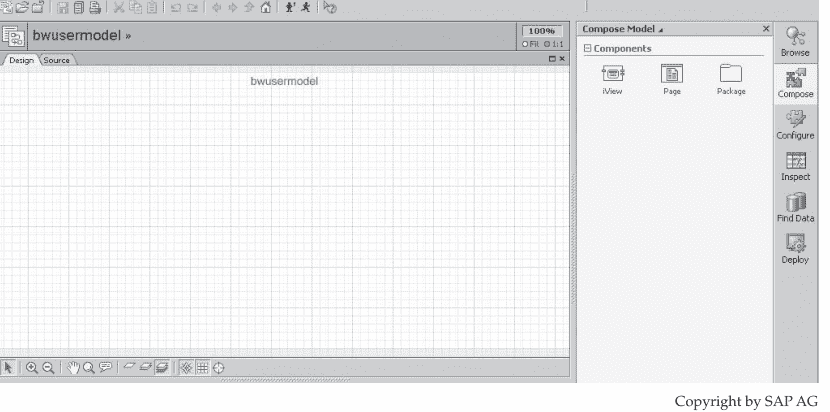 bwusermodel »
100%
Fit 1:1
Design Source
bwusermodel
Compose Model
Components
iView Page Package
Browse
Compose
Configure
Inspect
Find Data
Deploy
Copyright by SAP AG